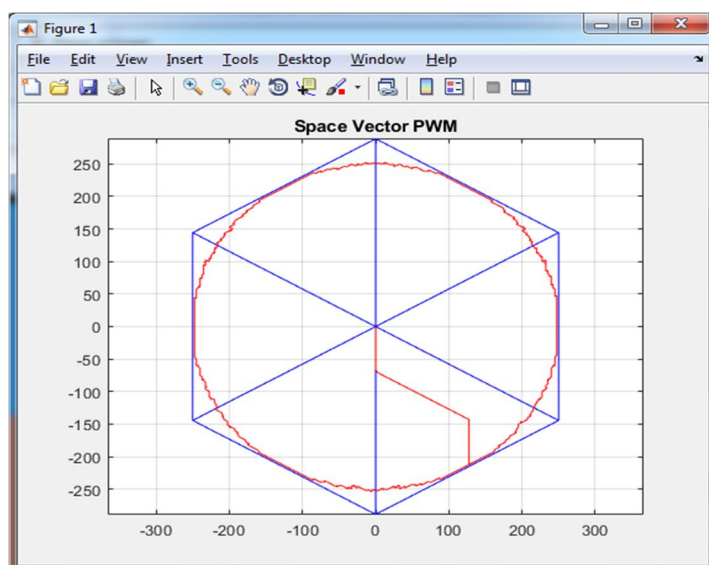 Figure 1
File Edit View Insert Tools Desktop Window Help
Space Vector PWM
250
200
150
100
50
0
-50
-100
-150
-200
-250
-300 -200 -100 0 100 200 300